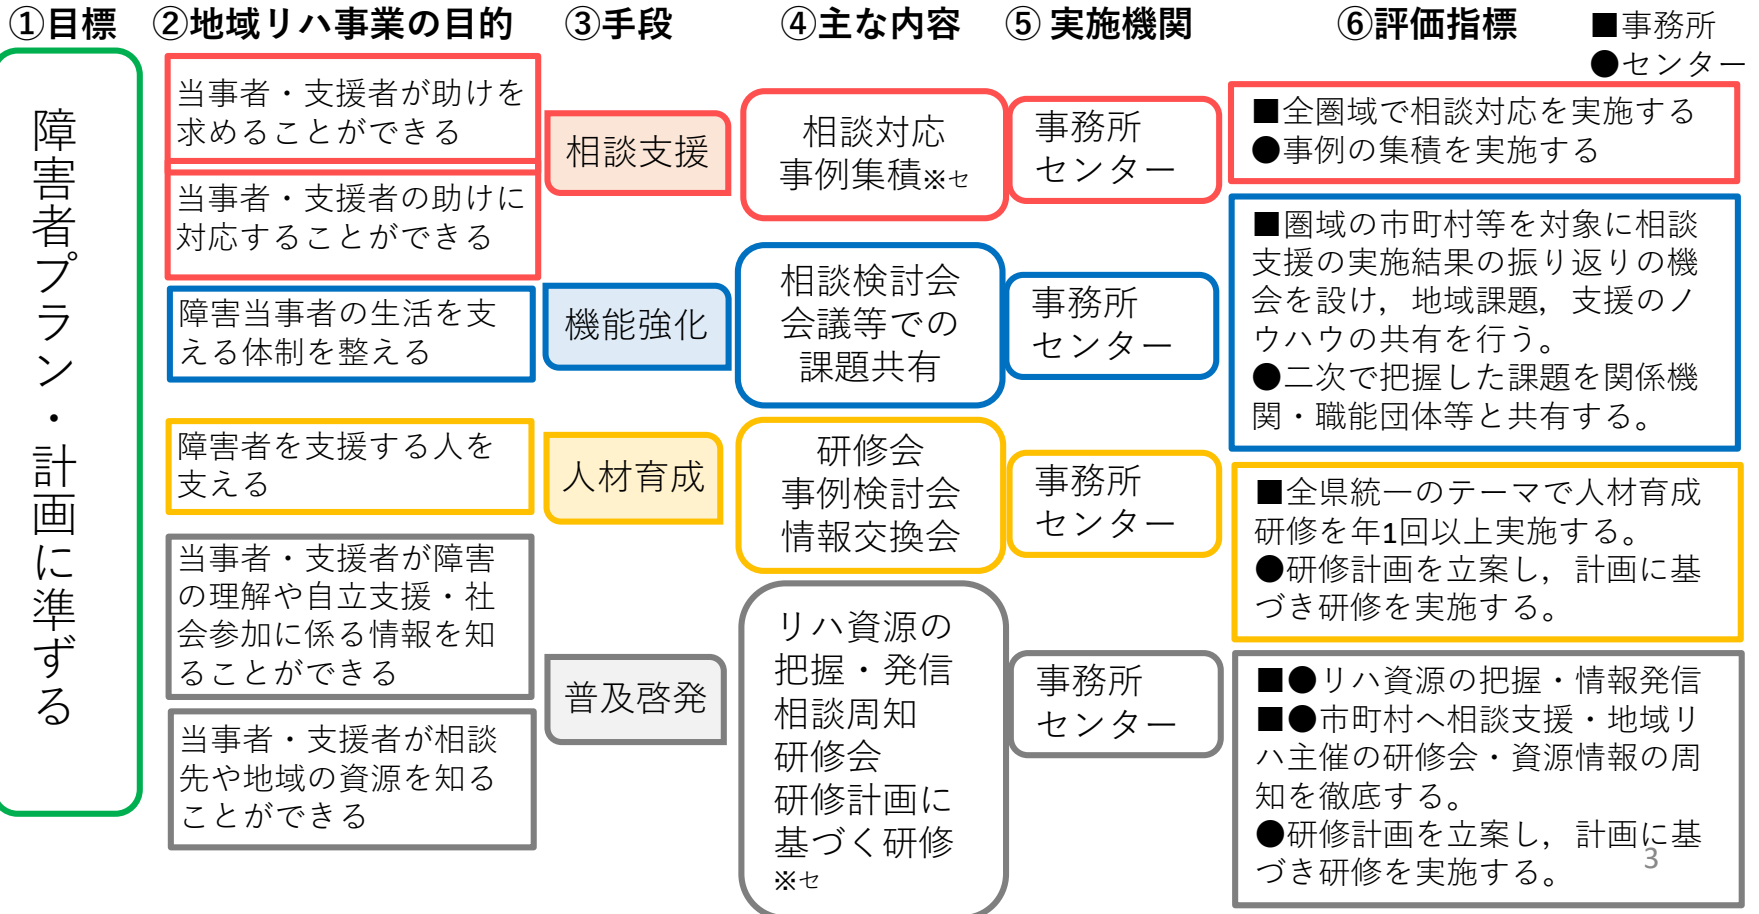 ①目標
②地域リハ事業の目的
③手段
④主な内容
⑤ 実施機関
⑥評価指標
■事務所
●センター
障害者プラン・計画に準ずる
当事者・支援者が助けを
求めることができる
当事者・支援者の助けに
対応することができる
相談支援
相談対応
事例集積※セ
事務所
センター
■全圏域で相談対応を実施する
●事例の集積を実施する
障害当事者の生活を支
える体制を整える
機能強化
相談検討会
会議等での
課題共有
事務所
センター
■圏域の市町村等を対象に相談
支援の実施結果の振り返りの機
会を設け，地域課題，支援のノ
ウハウの共有を行う。
●二次で把握した課題を関係機
関・職能団体等と共有する。
障害者を支援する人を
支える
人材育成
研修会
事例検討会
情報交換会
事務所
センター
■全県統一のテーマで人材育成
研修を年1回以上実施する。
●研修計画を立案し，計画に基
づき研修を実施する。
当事者・支援者が障害
の理解や自立支援・社
会参加に係る情報を知
ることができる
当事者・支援者が相談
先や地域の資源を知る
ことができる
普及啓発
リハ資源の
把握・発信
相談周知
研修会
研修計画に
基づく研修
※セ
事務所
センター
■●リハ資源の把握・情報発信
■●市町村へ相談支援・地域リ
ハ主催の研修会・資源情報の周
知を徹底する。
●研修計画を立案し，計画に基
づき研修を実施する。
3